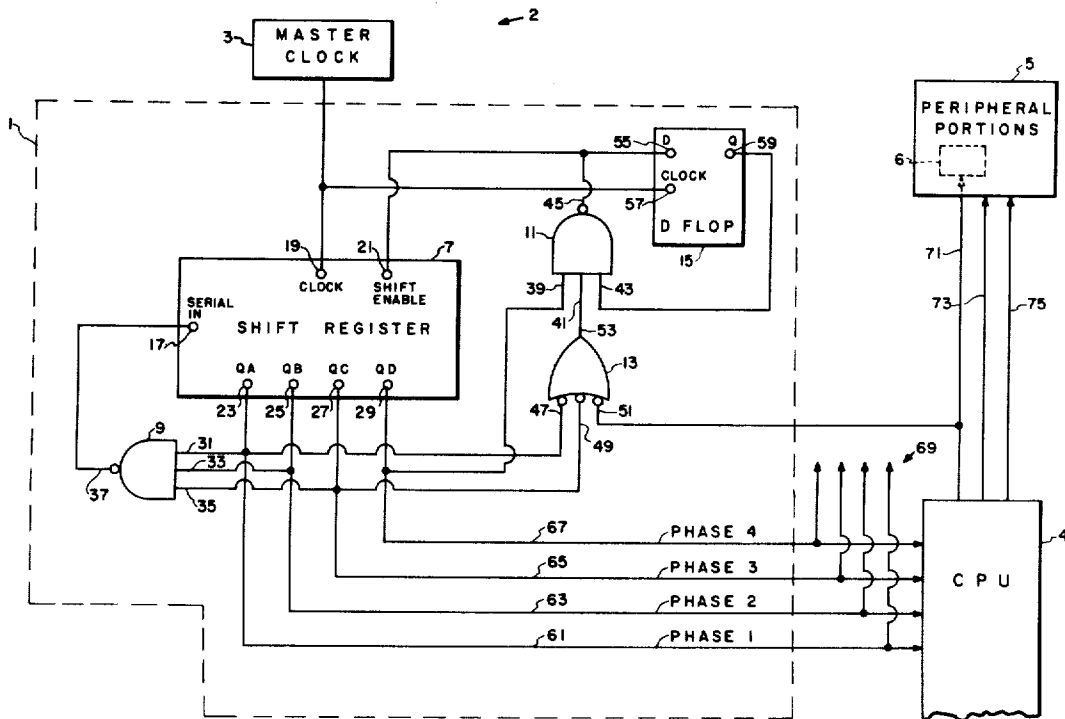 2
3
MASTER
CLOCK
5
1
PERIPHERAL
PORTIONS
6
D
55
Q
59
CLOCK
57
D FLOP
15
45
11
7
19
21
CLOCK
SHIFT
ENABLE
39
43
41
53
71
73
75
SERIAL
IN
17
SHIFT REGISTER
13
QA
QB
QC
QD
23
25
27
29
47
49
51
9
31
33
35
37
69
67
PHASE 4
4
65
PHASE 3
CPU
63
PHASE 2
61
PHASE 1